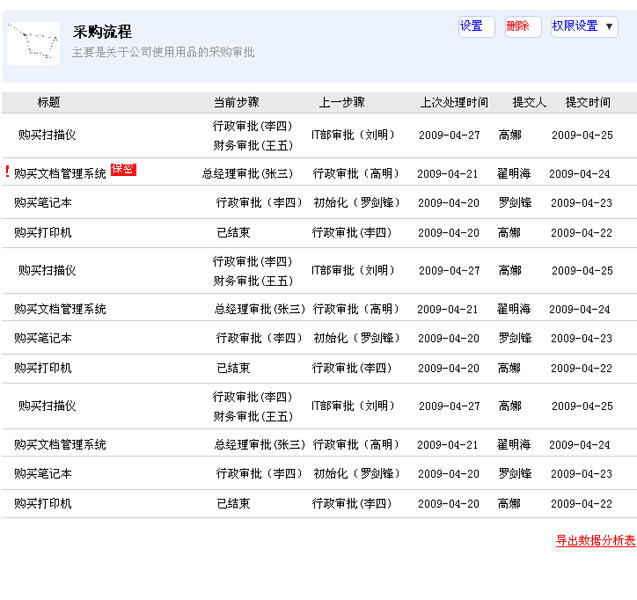 采购流程
设置 删除 权限设置 ▼
主要是关于公司使用用品的采购审批
标题 当前步骤 上一步骤 上次处理时间 提交人 提交时间
购买扫描仪 行政审批(李四) 财务审批(王五) IT部审批（刘明） 2009-04-27 高娜 2009-04-25
! 购买文档管理系统 保密 总经理审批(张三) 行政审批（高明） 2009-04-21 翟明海 2009-04-24
购买笔记本 行政审批（李四） 初始化（罗剑锋） 2009-04-20 罗剑锋 2009-04-23
购买打印机 已结束 行政审批(李四) 2009-04-20 高娜 2009-04-22
购买扫描仪 行政审批(李四) 财务审批(王五) IT部审批（刘明） 2009-04-27 高娜 2009-04-25
购买文档管理系统 总经理审批(张三) 行政审批（高明） 2009-04-21 翟明海 2009-04-24
购买笔记本 行政审批（李四） 初始化（罗剑锋） 2009-04-20 罗剑锋 2009-04-23
购买打印机 已结束 行政审批(李四) 2009-04-20 高娜 2009-04-22
购买扫描仪 行政审批(李四) 财务审批(王五) IT部审批（刘明） 2009-04-27 高娜 2009-04-25
购买文档管理系统 总经理审批(张三) 行政审批（高明） 2009-04-21 翟明海 2009-04-24
购买笔记本 行政审批（李四） 初始化（罗剑锋） 2009-04-20 罗剑锋 2009-04-23
购买打印机 已结束 行政审批(李四) 2009-04-20 高娜 2009-04-22
导出数据分析表